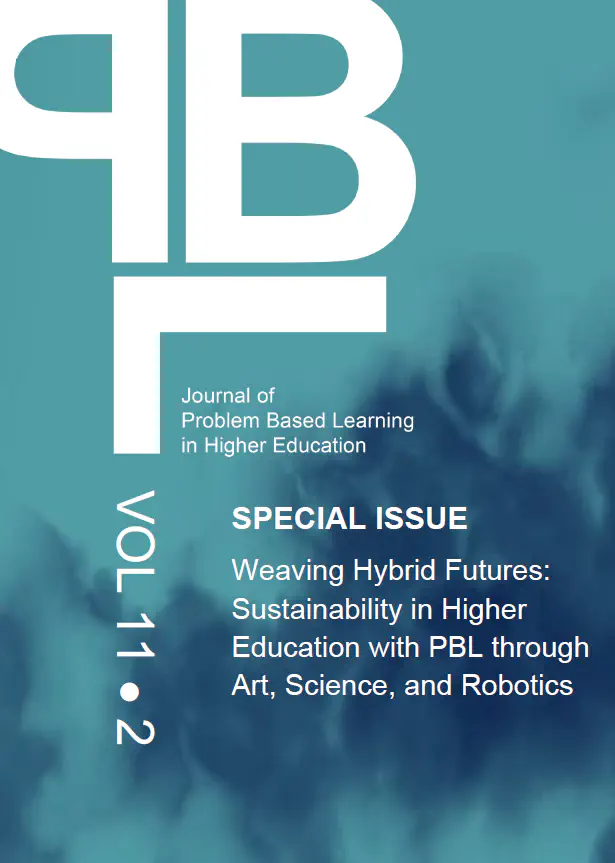 PBL
Journal of
Problem Based Learning
in Higher Education
VOL 11 • 2
SPECIAL ISSUE
Weaving Hybrid Futures:
Sustainability in Higher
Education with PBL through
Art, Science, and Robotics